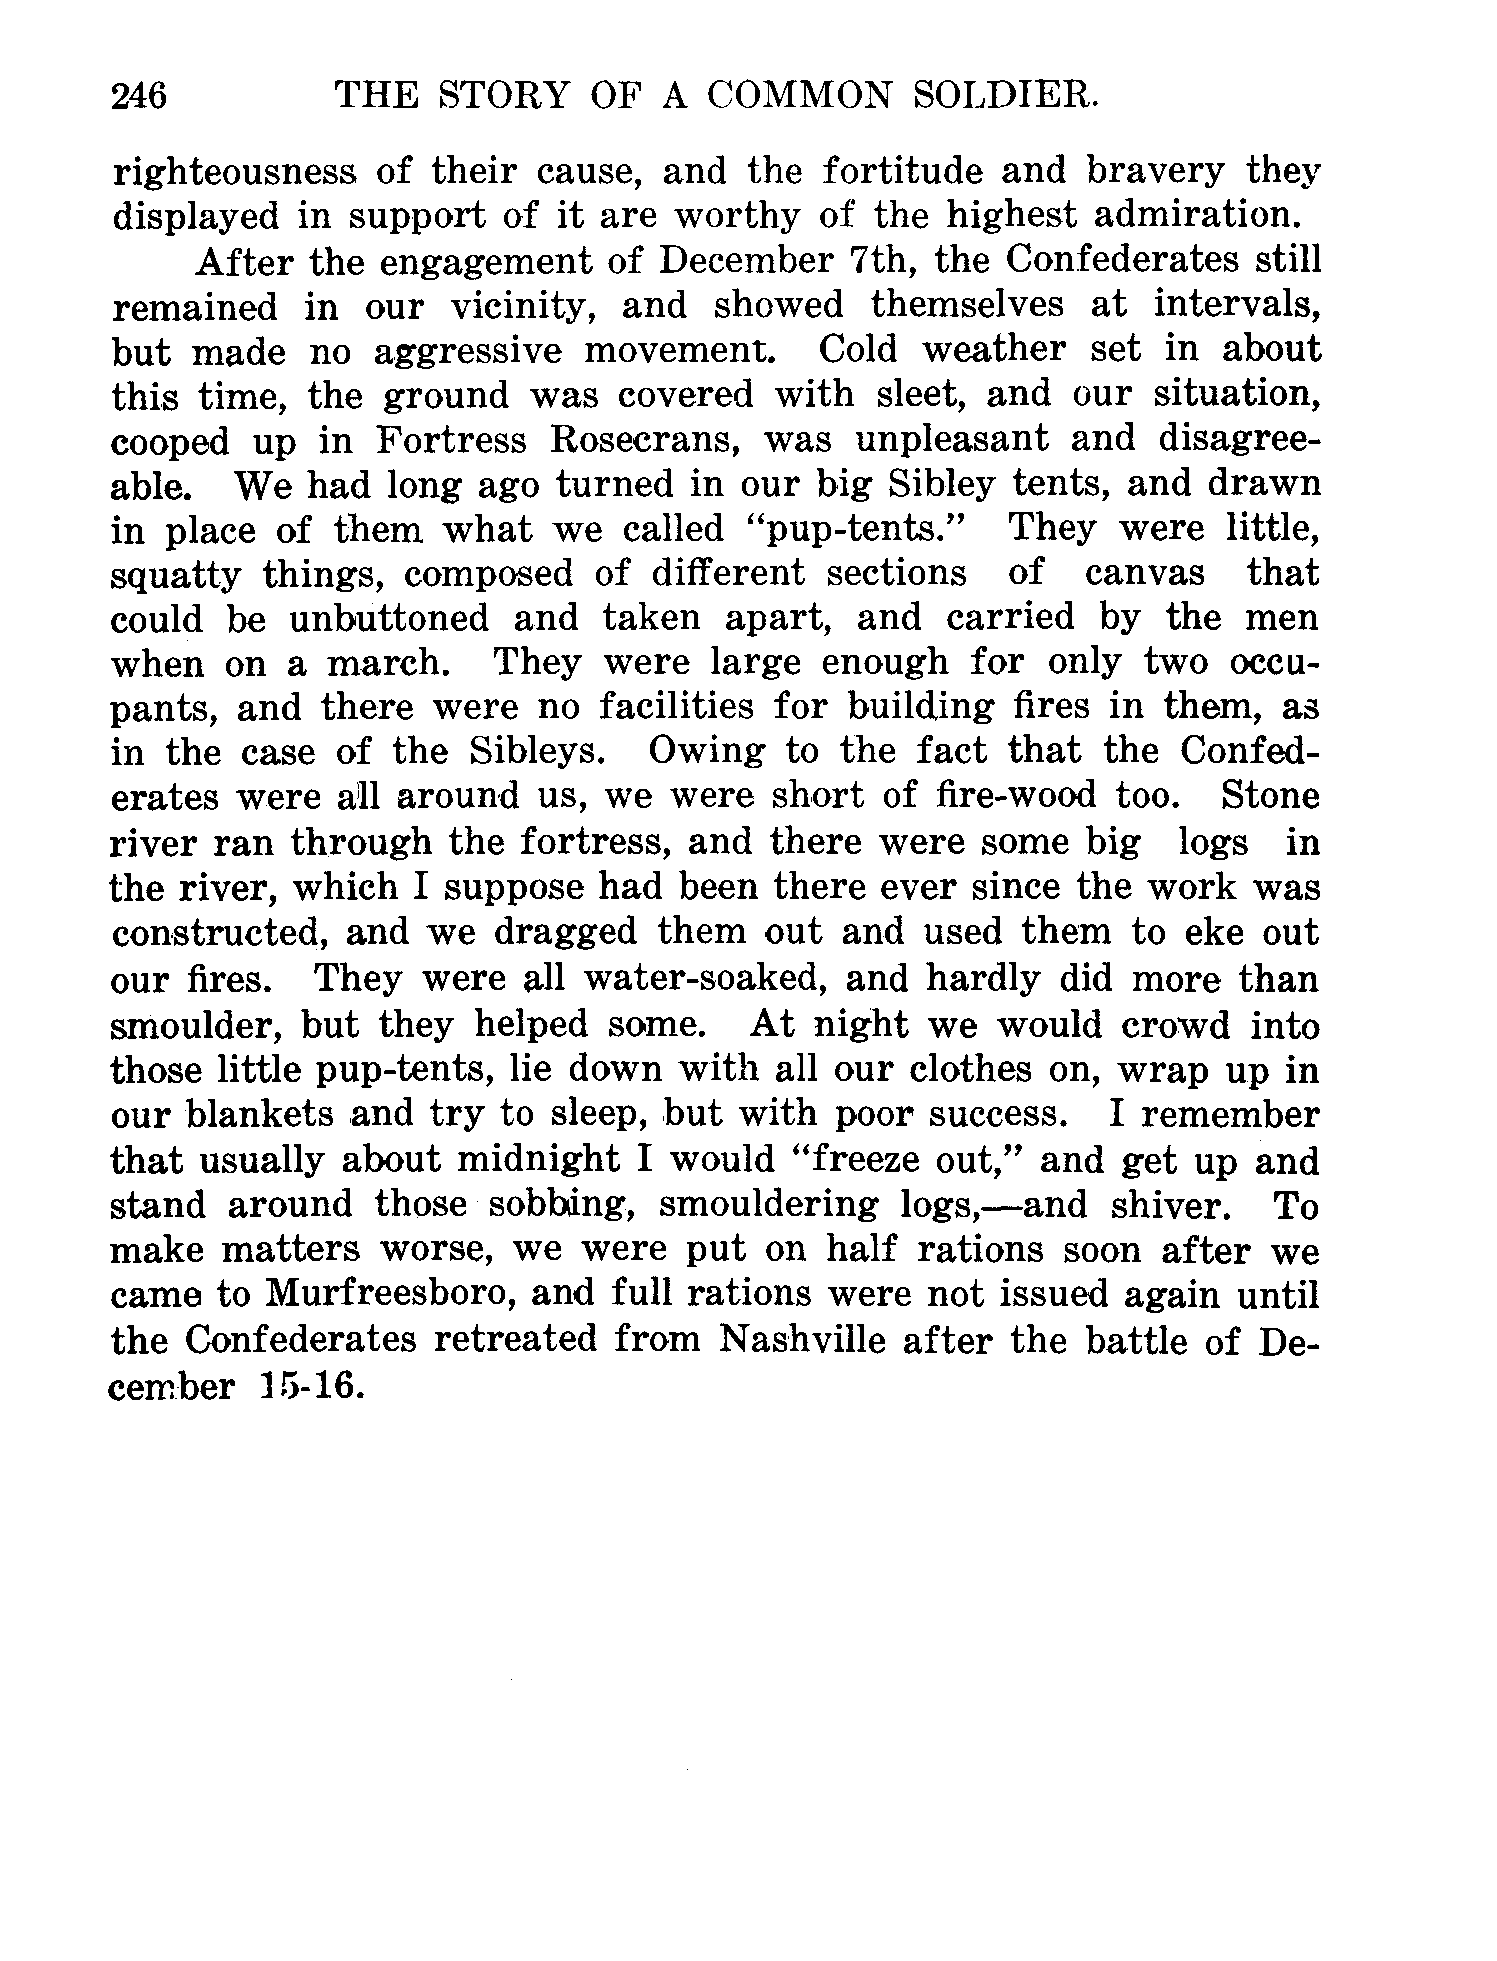 246 THE STORY OF A COMMON SOLDIER.
righteousness of their cause, and the fortitude and bravery they
displayed in support of it are worthy of the highest admiration.
After the engagement of December 7th, the Confederates still
remained in our vicinity, and showed themselves at intervals,
but made no aggressive movement. Cold weather set in about
this time, the ground was covered with sleet, and our situation,
cooped up in Fortress Rosecrans, was unpleasant and disagree-
able. We had long ago turned in our big Sibley tents, and drawn
in place of them what we called “pup-tents.” They were little,
squatty things, composed of different sections of canvas that
could be unbuttoned and taken apart, and carried by the men
when on a march. They were large enough for only two occu-
pants, and there were no facilities for building fires in them, as
in the case of the Sibleys. Owing to the fact that the Confed-
erates were all around us, we were short of fire-wood too. Stone
river ran through the fortress, and there were some big logs in
the river, which I suppose had been there ever since the work was
constructed, and we dragged them out and used them to eke out
our fires. They were all water-soaked, and hardly did more than
smoulder, but they helped some. At night we would crowd into
those little pup-tents, lie down with all our clothes on, wrap up in
our blankets and try to sleep, but with poor success. I remember
that usually about midnight I would “freeze out,” and get up and
stand around those sobbing, smouldering logs,—and shiver. To
make matters worse, we were put on half rations soon after we
came to Murfreesboro, and full rations were not issued again until
the Confederates retreated from Nashville after the battle of De-
cember 15-16.